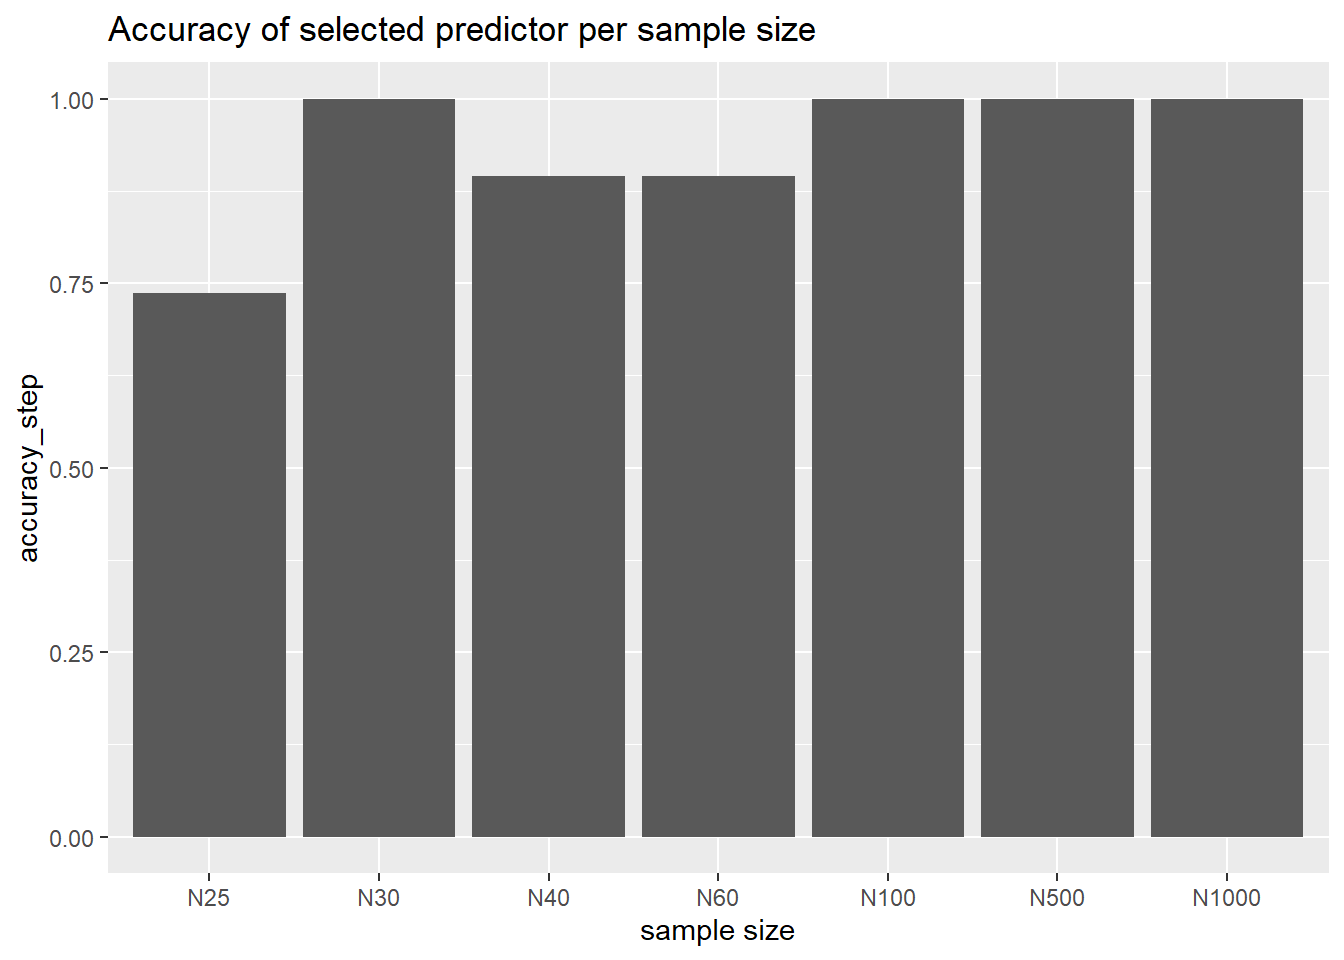 Accuracy of selected predictor per sample size
accuracy_step
1.00
0.75
0.50
0.25
0.00
N25 N30 N40 N60 N100 N500 N1000
sample size